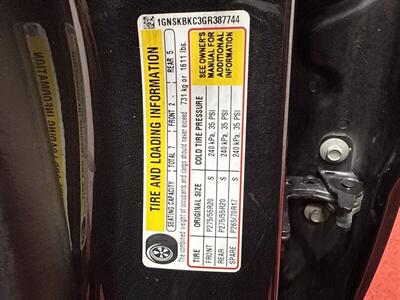 1GNSKBKC3GR387744
TIRE AND LOADING INFORMATION
SEATING CAPACITY TOTAL 7 FRONT 2 REAR 5
The combined weight of occupants and cargo should never exceed 731 kg or 1611 lbs.
TIRE ORIGINAL SIZE COLD TIRE PRESSURE
FRONT P275/55R20 S 240 kPa, 35 PSI
REAR P275/55R20 S 240 kPa, 35 PSI
SPARE P265/70R17 S 240 kPa, 35 PSI
SEE OWNER'S
MANUAL FOR
ADDITIONAL
INFORMATION